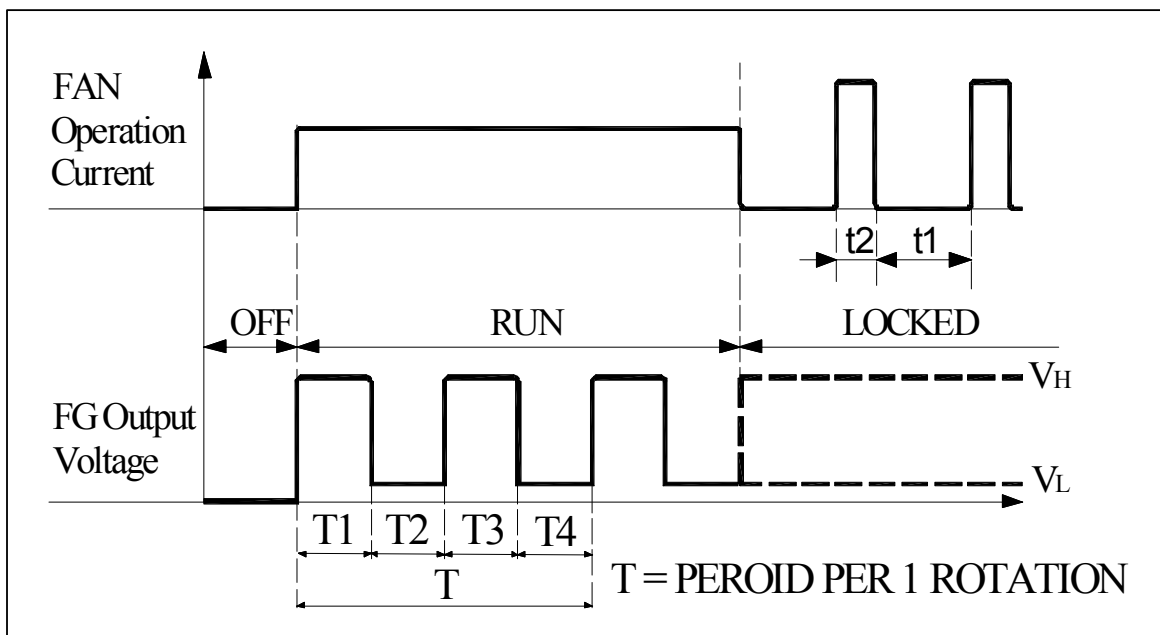 FAN
Operation
Current
t2
t1
OFF
RUN
LOCKED
VH
FG Output
Voltage
VL
T1
T2
T3
T4
T
T = PEROID PER 1 ROTATION